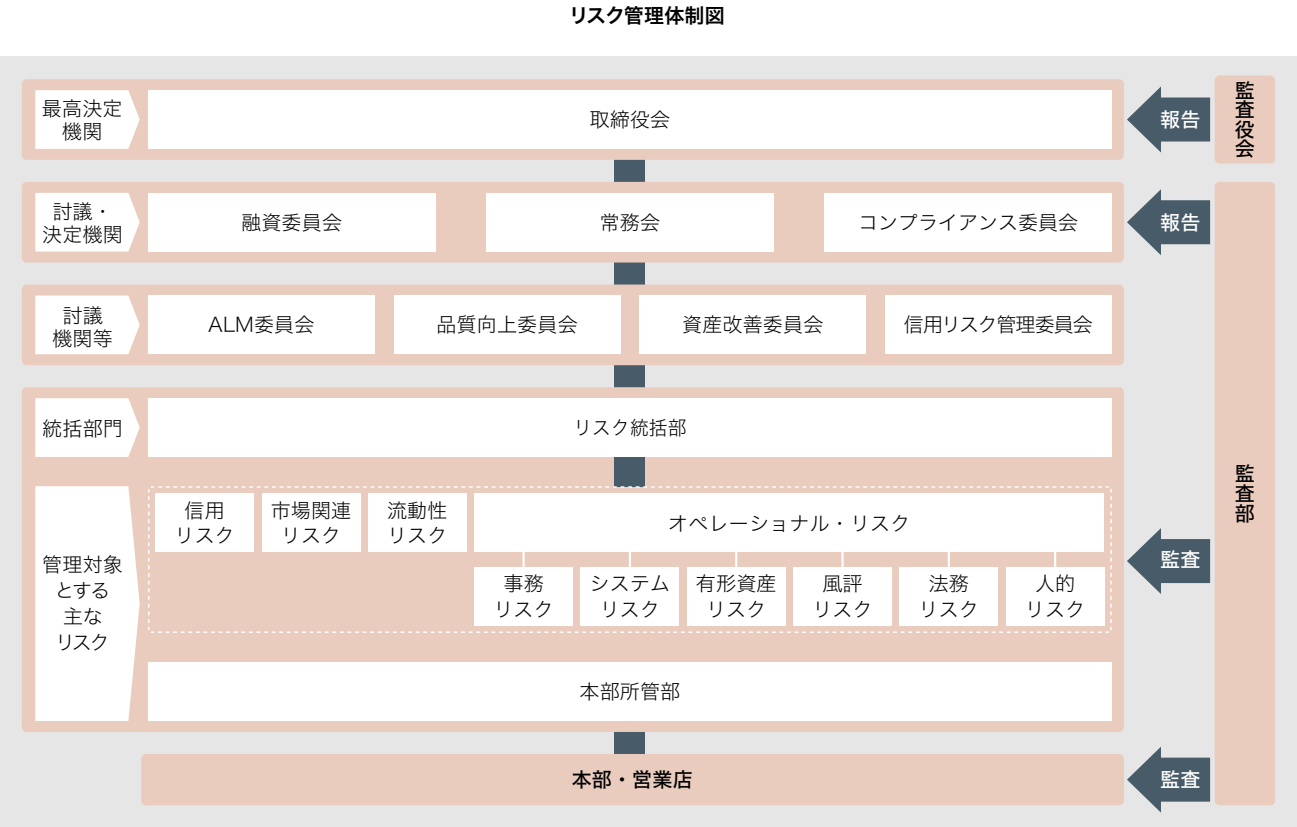 リスク管理体制図
最高決定
機関
取締役会
報告
監査役会
討議・
決定機関
融資委員会
常務会
コンプライアンス委員会
報告
討議
機関等
ALM委員会
品質向上委員会
資産改善委員会
信用リスク管理委員会
統括部門
リスク統括部
監査部
管理対象
とする
主な
リスク
信用
リスク
市場関連
リスク
流動性
リスク
オペレーショナル・リスク
事務
リスク
システム
リスク
有形資産
リスク
風評
リスク
法務
リスク
人的
リスク
監査
本部所管部
本部・営業店
監査